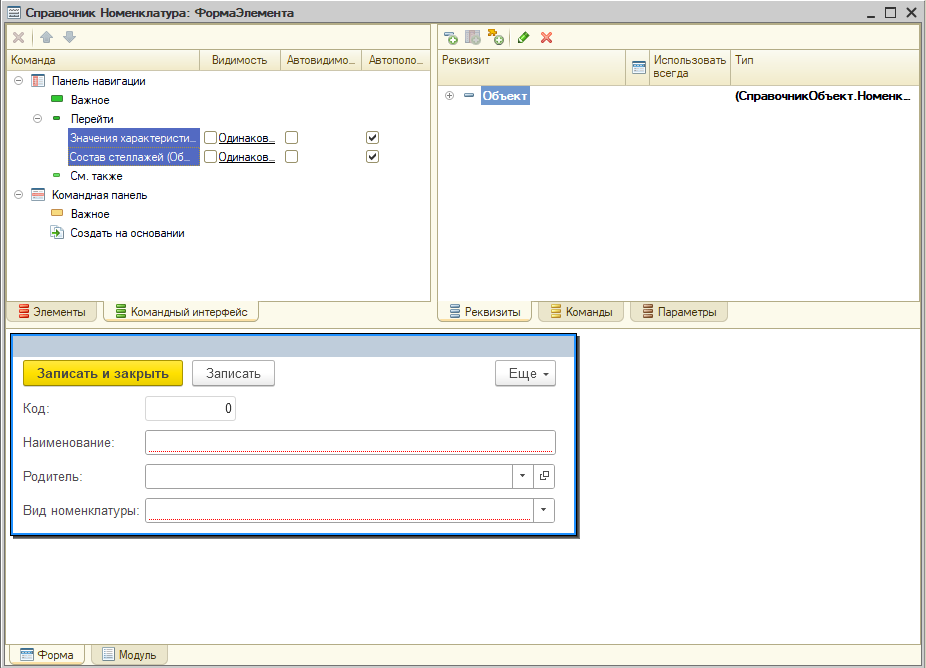 Справочник Номенклатура: ФормаЭлемента
Команда Видимость Автовидимо... Автополо...
Панель навигации
Важное
Перейти
Значения характеристи... Одинаков...
Состав стеллажей (Об... Одинаков...
См. также
Командная панель
Важное
Создать на основании
Элементы Командный интерфейс
Реквизит Использовать всегда Тип
Объект (СправочникОбъект.Номенк...
Реквизиты Команды Параметры
Записать и закрыть Записать Еще
Код: 0
Наименование:
Родитель:
Вид номенклатуры:
Форма Модуль